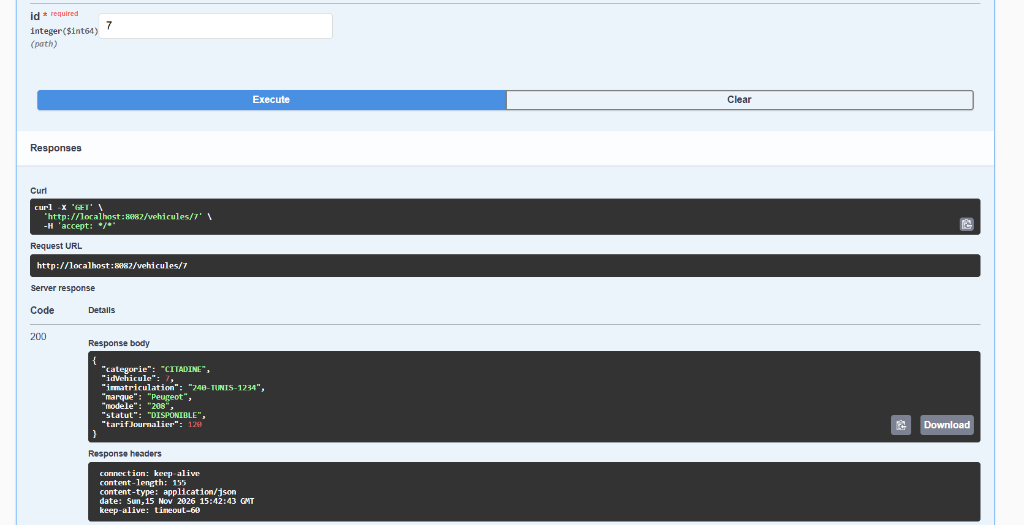 id * required
integer($int64)
(path)
7
Execute
Clear
Responses
Curl
curl -X 'GET' \
'http://localhost:8082/vehicules/7' \
-H 'accept: */*'
Request URL
http://localhost:8082/vehicules/7
Server response
Code Details
200
Response body
{
"categorie": "CITADINE",
"idVehicule": 7,
"immatriculation": "240-TUNIS-1234",
"marque": "Peugeot",
"modele": "208",
"statut": "DISPONIBLE",
"tarifJournalier": 120
}
Download
Response headers
connection: keep-alive
content-length: 155
content-type: application/json
date: Sun,15 Nov 2026 15:42:43 GMT
keep-alive: timeout=60